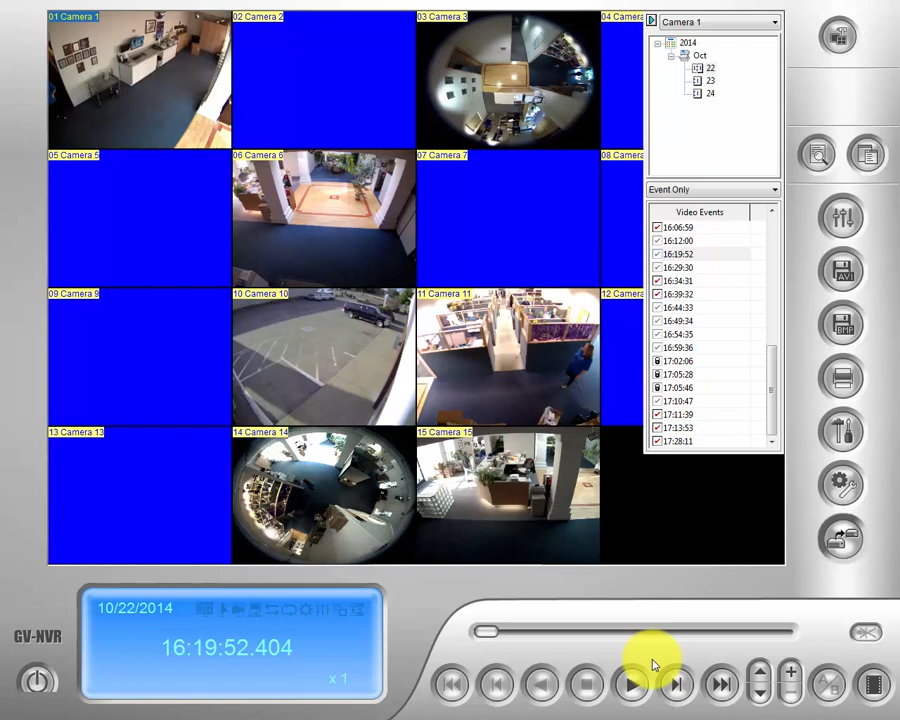 01 Camera 1
02 Camera 2
03 Camera 3
04 Camera
05 Camera 5
06 Camera 6
07 Camera 7
08 Camera
09 Camera 9
10 Camera 10
11 Camera 11
12 Camera
13 Camera 13
14 Camera 14
15 Camera 15
Camera 1
2014
Oct
22
23
24
Event Only
Video Events
16:06:59
16:12:00
16:19:52
16:29:30
16:34:31
16:39:32
16:44:33
16:49:34
16:54:35
16:59:36
17:02:06
17:05:28
17:05:46
17:10:47
17:11:39
17:13:53
17:28:11
AVI
BMP
10/22/2014
16:19:52.404
x 1
GV-NVR
A/B